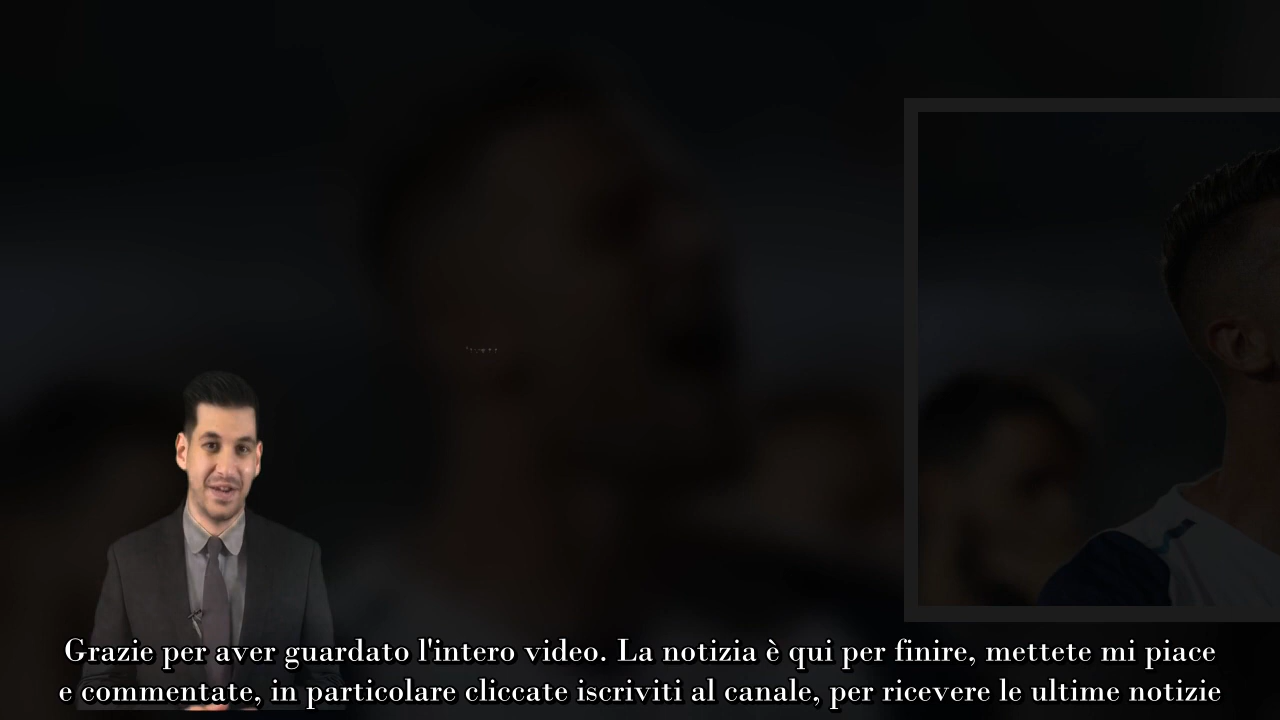 Grazie per aver guardato l'intero video. La notizia è qui per finire, mettete mi piace
e commentate, in particolare cliccate iscriviti al canale, per ricevere le ultime notizie